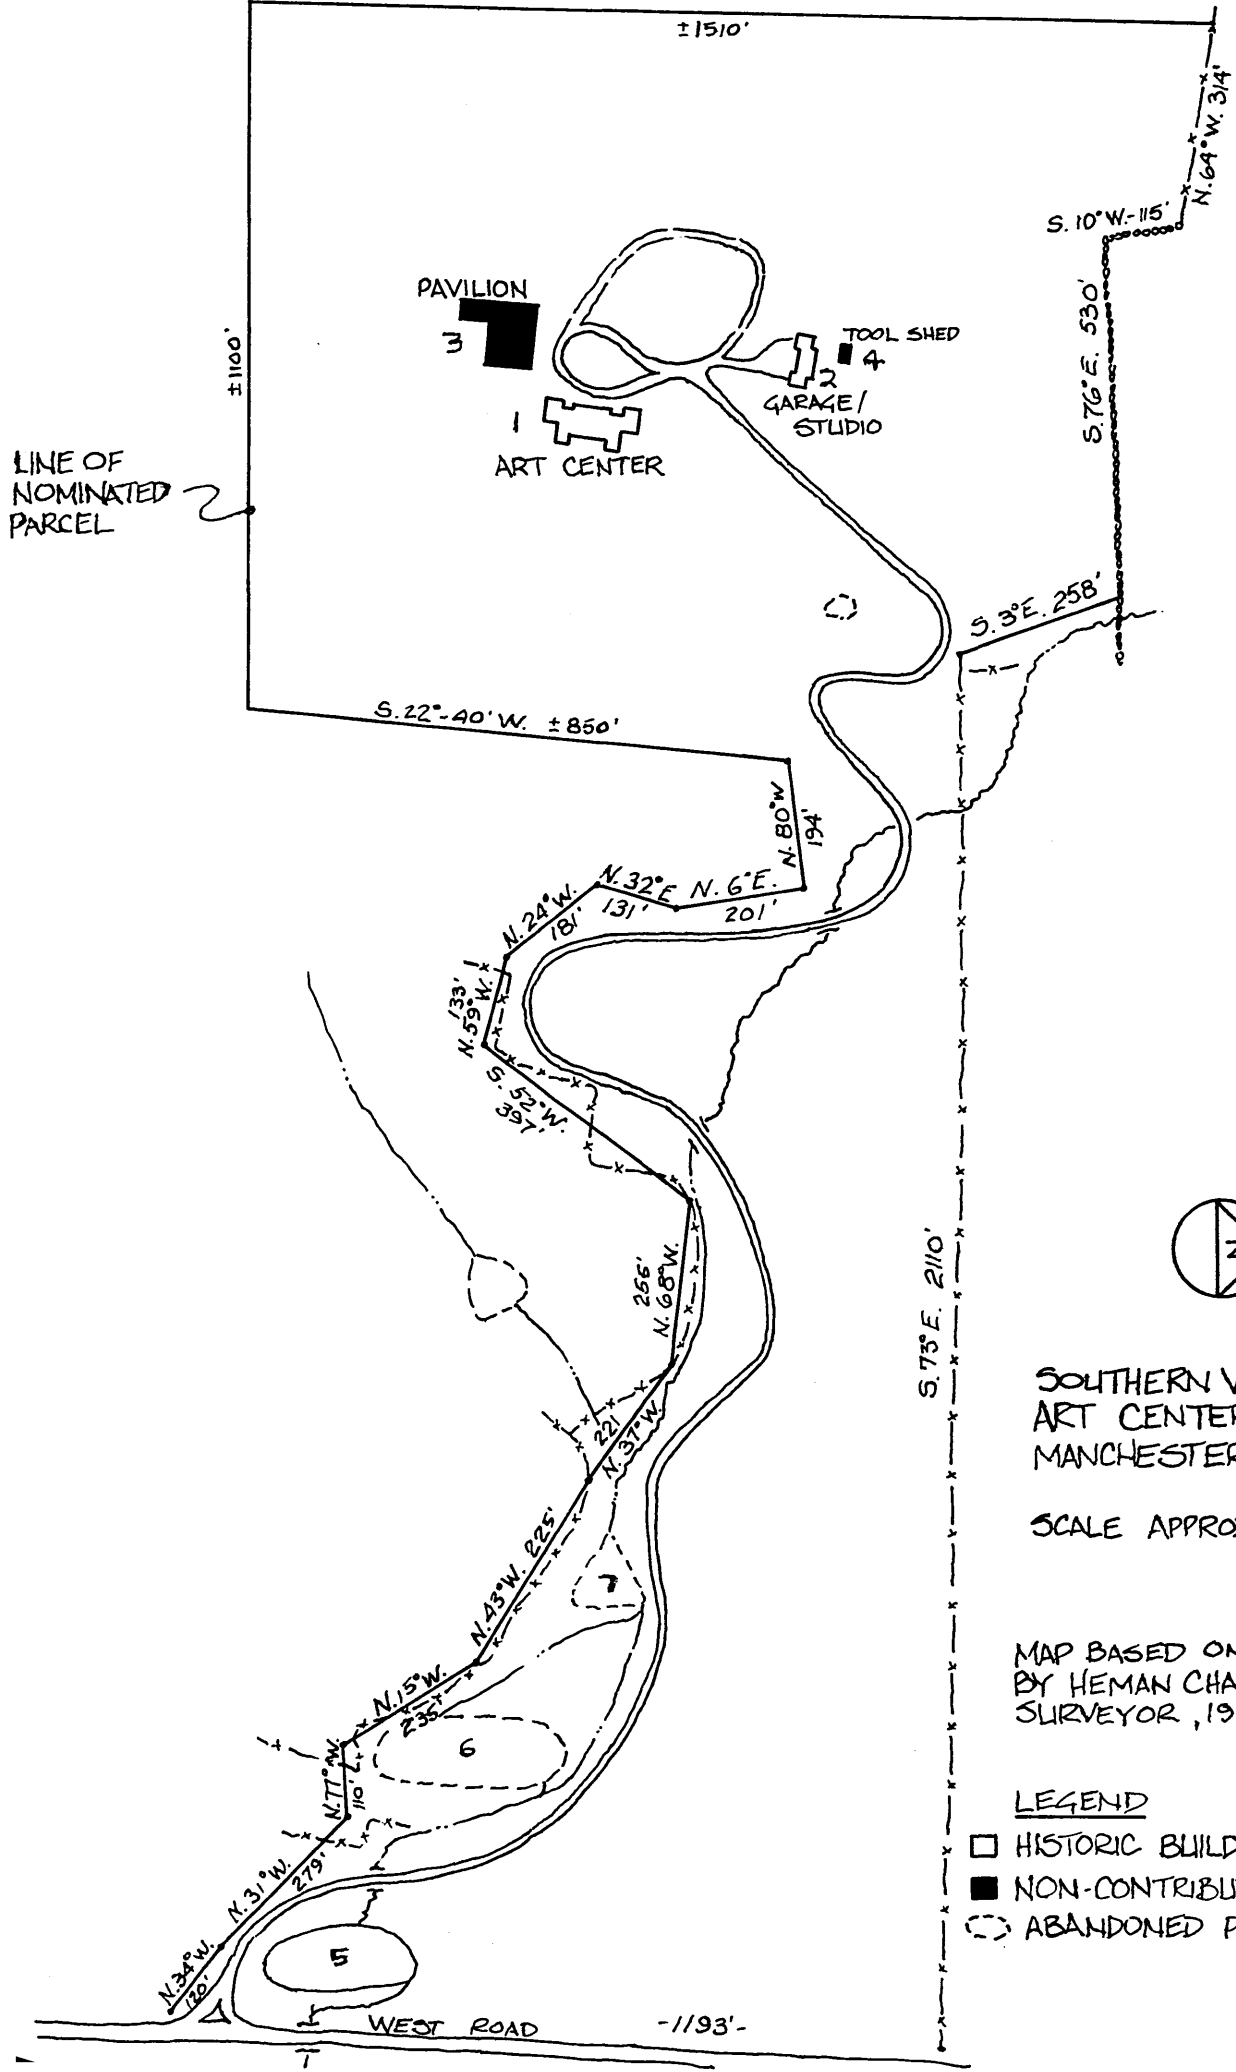 ±1510'
N.64°W. 314'
S. 10°W.-115'
S.76°E. 530'
PAVILION
3
TOOL SHED
4
2
GARAGE/
STUDIO
±1100'
1
ART CENTER
LINE OF
NOMINATED
PARCEL
S. 3°E. 258'
S.22°-40'W. ±850'
N. 80°W
194'
N. 32°E
131'
N. 6°E.
201'
N. 24°W.
181'
133'
N.59°W.
S. 52°W.
397'
256'
N. 68°W.
S.73°E. 2110'
N
SOUTHERN V
ART CENTER
MANCHESTER
SCALE APPRO
221
N. 37°W.
N.43°W. 225'
7
MAP BASED ON
BY HEMAN CHA
SURVEYOR, 19
N.15°W.
235'
6
N.77°W.
110'
LEGEND
HISTORIC BUILD
NON-CONTRIBU
ABANDONED P
N.31°W.
279'
5
N.34°W.
120'
WEST ROAD -1193'-